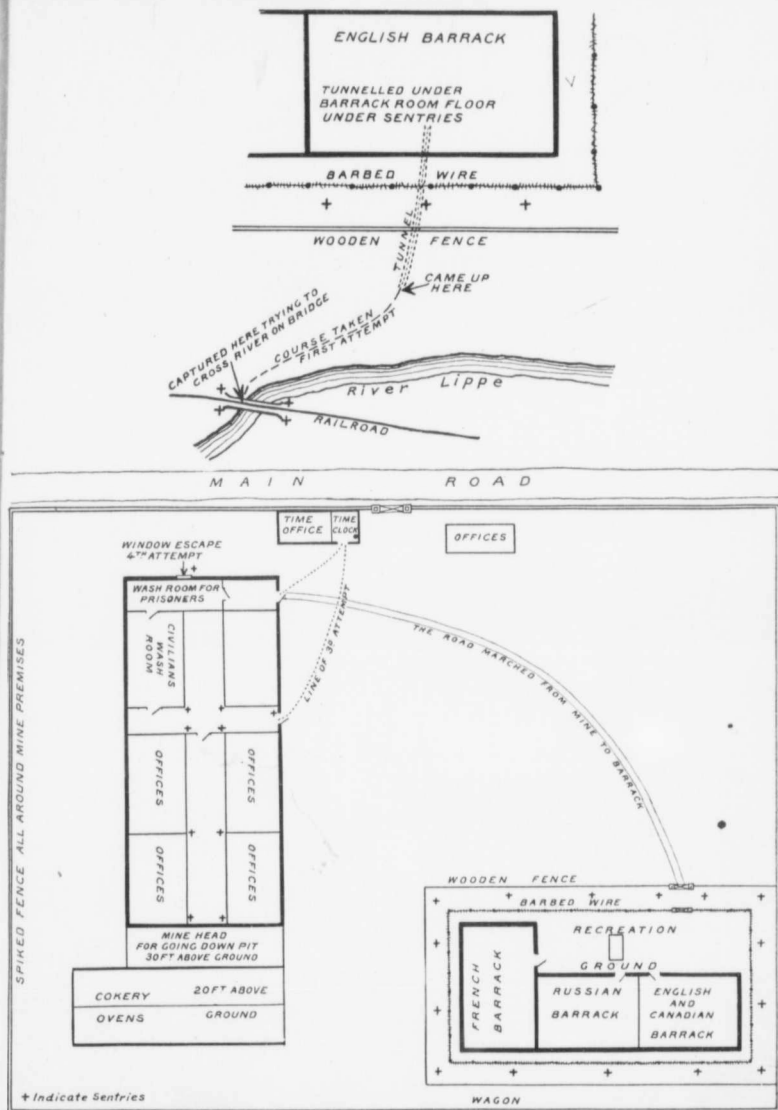 ENGLISH BARRACK
TUNNELLED UNDER
BARRACK ROOM FLOOR
UNDER SENTRIES
BARBED WIRE
WOODEN FENCE
TUNNEL
CAME UP
HERE
COURSE TAKEN
FIRST ATTEMPT
CAPTURED HERE TRYING TO
CROSS RIVER ON BRIDGE
River Lippe
RAILROAD
MAIN ROAD
TIME
OFFICE
TIME
CLOCK
OFFICES
WINDOW ESCAPE
4TH ATTEMPT
WASH ROOM FOR
PRISONERS
CIVILIANS
WASH
ROOM
LINE OF 3D ATTEMPT
THE ROAD MARCHED FROM MINE TO BARRACK
SPIKED FENCE ALL AROUND MINE PREMISES
OFFICES
OFFICES
OFFICES
OFFICES
MINE HEAD
FOR GOING DOWN PIT
30FT ABOVE GROUND
COKERY 20FT ABOVE
OVENS GROUND
WOODEN FENCE
BARBED WIRE
RECREATION
GROUND
FRENCH
BARRACK
RUSSIAN
BARRACK
ENGLISH
AND
CANADIAN
BARRACK
+ Indicate Sentries
WAGON